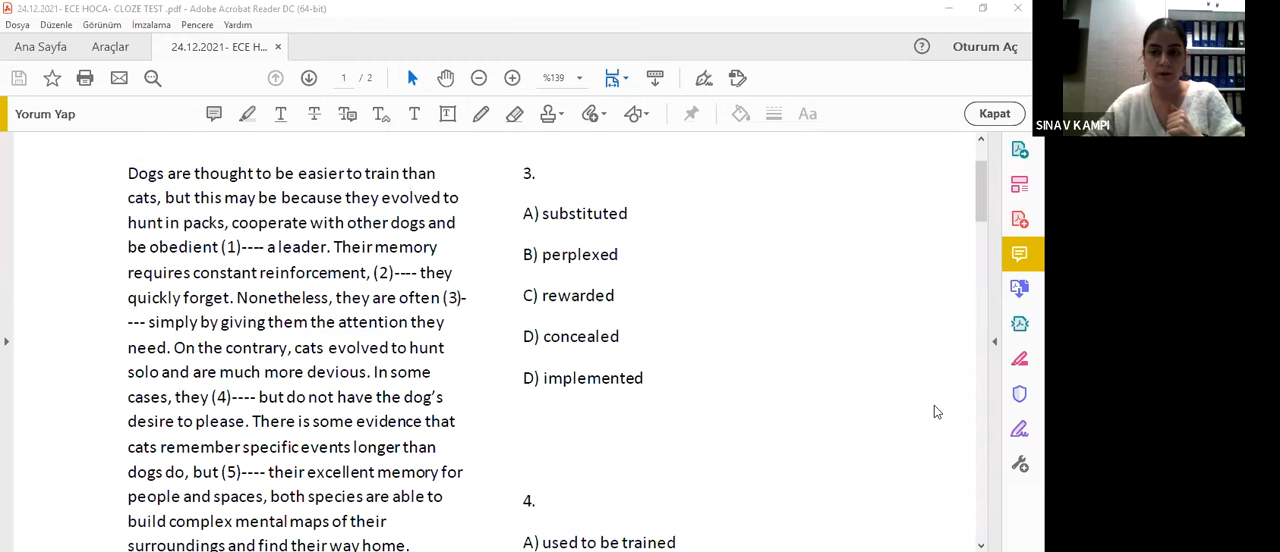 24.12.2021- ECE HOCA- CLOZE TEST .pdf - Adobe Acrobat Reader DC (64-bit)
Dosya Düzenle Görünüm İmzalama Pencere Yardım
Ana Sayfa Araçlar 24.12.2021- ECE H... × Oturum Aç
1 / 2 %139
Yorum Yap Aa Kapat
SINAV KAMPI
Dogs are thought to be easier to train than
cats, but this may be because they evolved to
hunt in packs, cooperate with other dogs and
be obedient (1)---- a leader. Their memory
requires constant reinforcement, (2)---- they
quickly forget. Nonetheless, they are often (3)-
--- simply by giving them the attention they
need. On the contrary, cats evolved to hunt
solo and are much more devious. In some
cases, they (4)---- but do not have the dog's
desire to please. There is some evidence that
cats remember specific events longer than
dogs do, but (5)---- their excellent memory for
people and spaces, both species are able to
build complex mental maps of their
surroundings and find their way home.
3.
A) substituted
B) perplexed
C) rewarded
D) concealed
D) implemented
4.
A) used to be trained